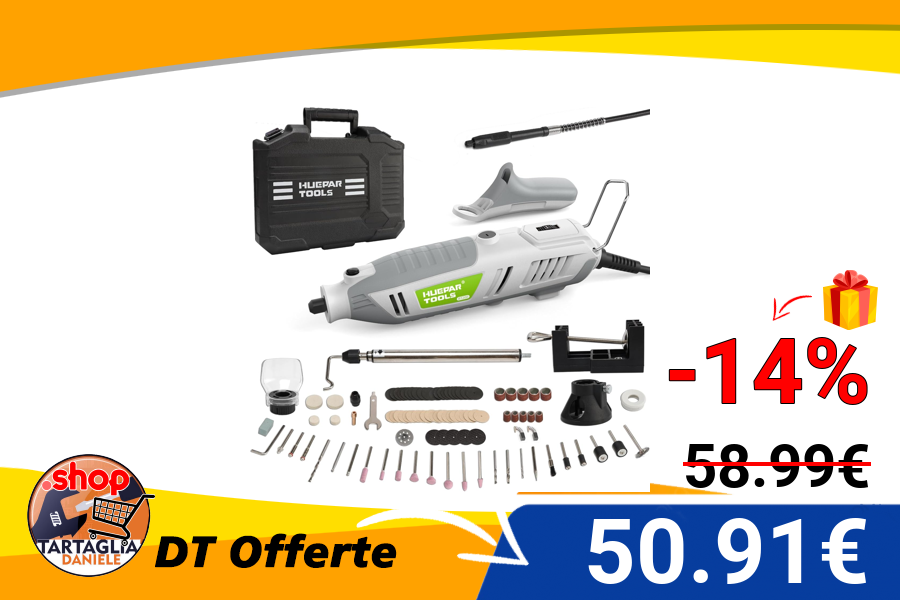 HUEPAR
TOOLS
HUEPAR
TOOLS
-14%
58.99€
50.91€
.shop
TARTAGLIA
DANIELE
DT Offerte